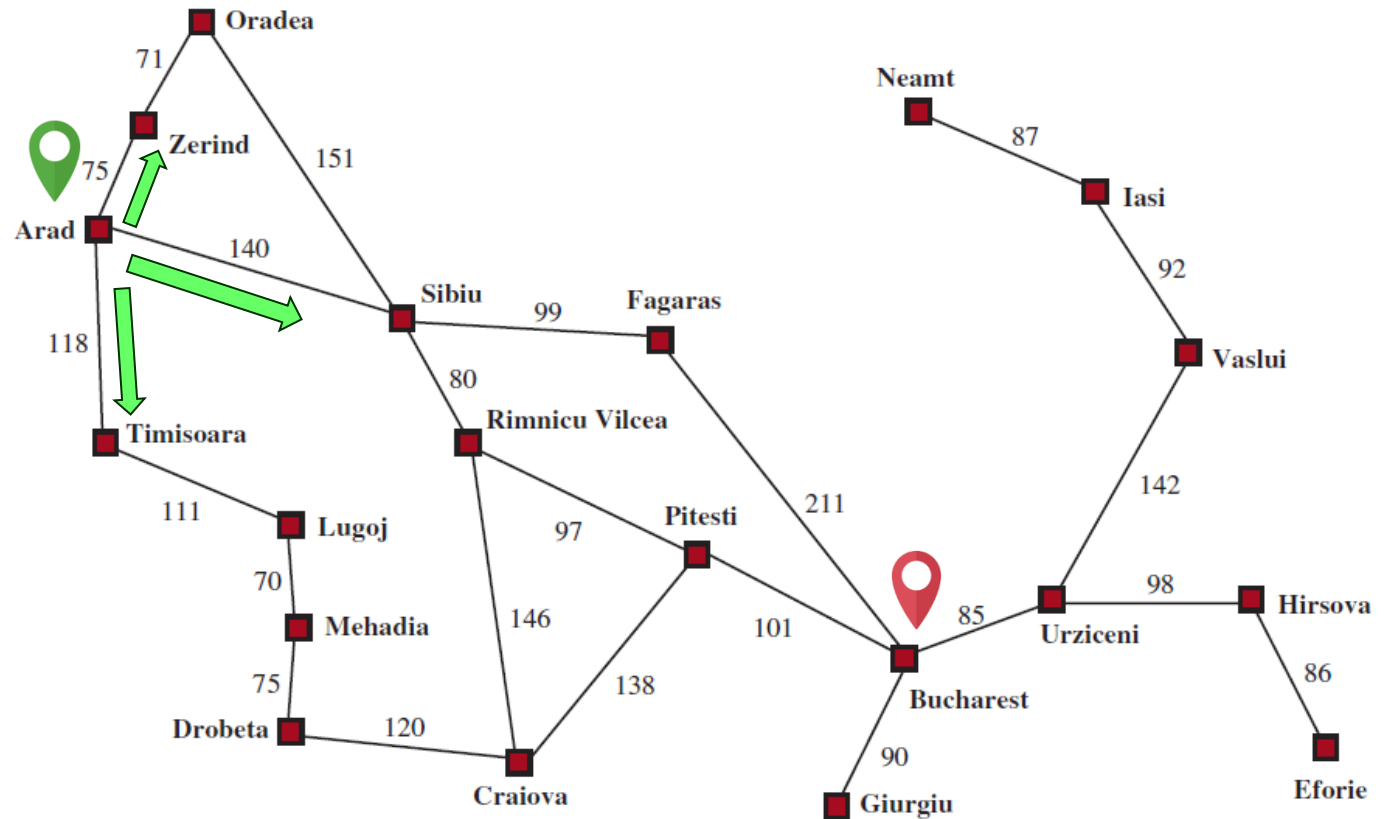 Oradea
71
Neamt
87
Zerind
151
75
Iasi
Arad
140
92
Sibiu
Fagaras
99
118
Vaslui
80
Rimnicu Vilcea
Timisoara
142
111
211
Pitesti
Lugoj
97
70
98
Hirsova
146
85
Mehadia
101
Urziceni
86
75
138
Bucharest
Drobeta
120
90
Eforie
Craiova
Giurgiu